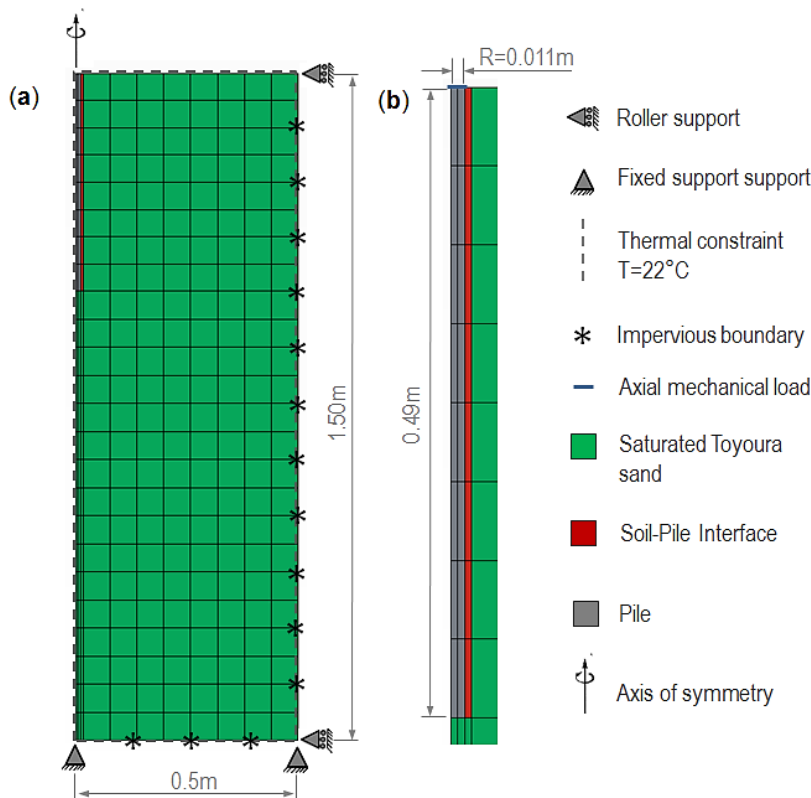 (a)
1.50m
0.5m
(b)
R=0.011m
0.49m
Roller support
Fixed support support
Thermal constraint
T=22°C
Impervious boundary
Axial mechanical load
Saturated Toyoura
sand
Soil-Pile Interface
Pile
Axis of symmetry